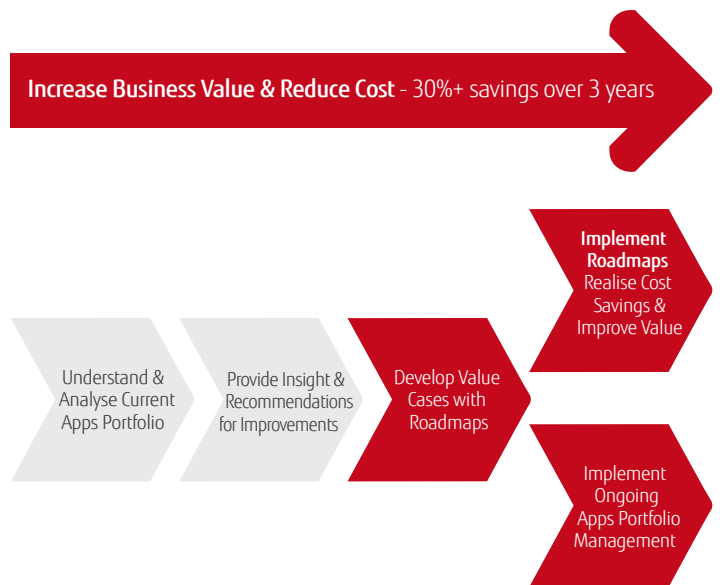 Increase Business Value & Reduce Cost - 30%+ savings over 3 years
Implement
Roadmaps
Realise Cost
Savings &
Improve Value
Understand &
Analyse Current
Apps Portfolio
Provide Insight &
Recommendations
for Improvements
Develop Value
Cases with
Roadmaps
Implement
Ongoing
Apps Portfolio
Management